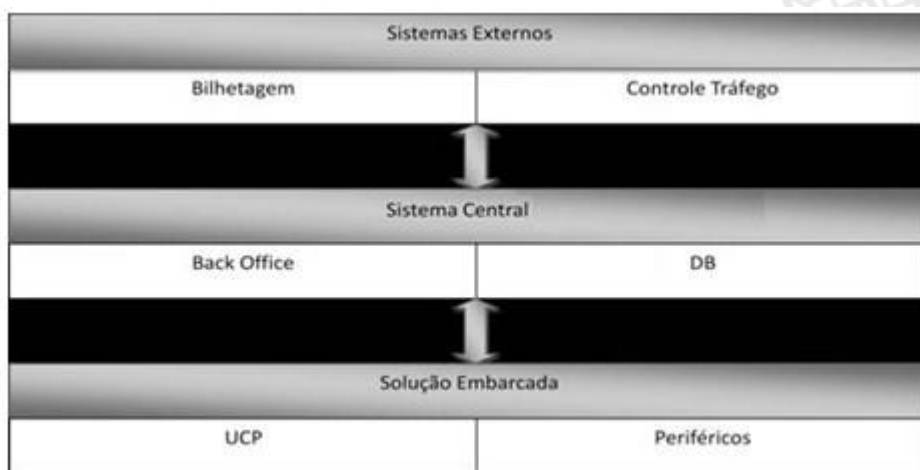 Sistemas Externos
Bilhetagem
Controle Tráfego
Sistema Central
Back Office
DB
Solução Embarcada
UCP
Periféricos